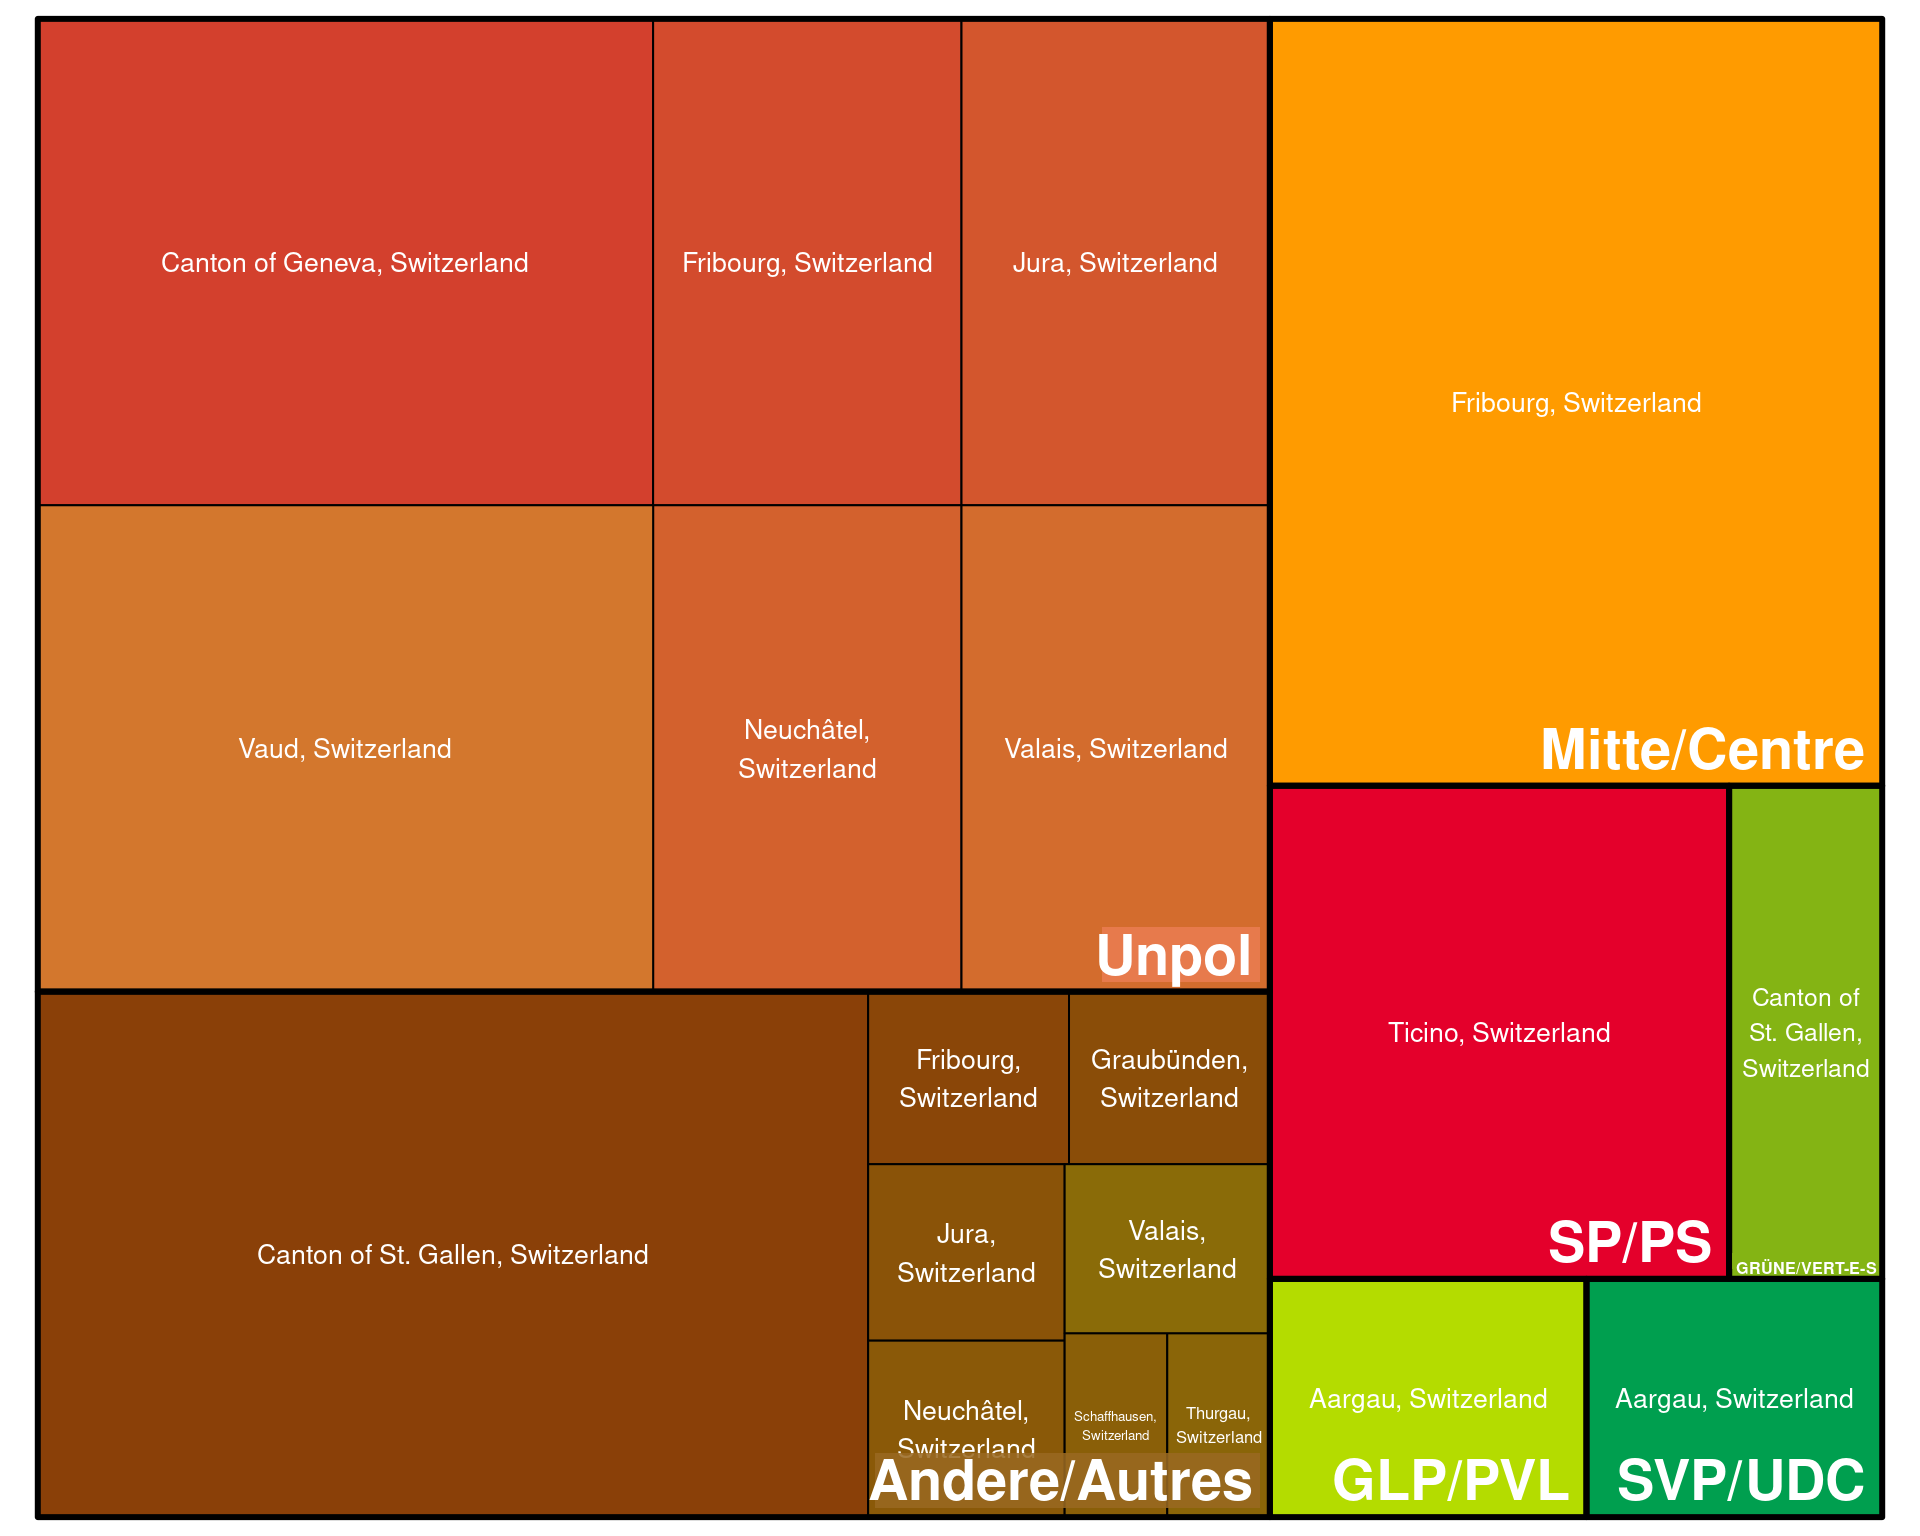 Canton of Geneva, Switzerland
Fribourg, Switzerland
Jura, Switzerland
Vaud, Switzerland
Neuchâtel,
Switzerland
Valais, Switzerland
Unpol
Fribourg, Switzerland
Mitte/Centre
Canton of St. Gallen, Switzerland
Fribourg,
Switzerland
Graubünden,
Switzerland
Jura,
Switzerland
Valais,
Switzerland
Neuchâtel,
Switzerland
Schaffhausen,
Switzerland
Thurgau,
Switzerland
Andere/Autres
Ticino, Switzerland
SP/PS
Canton of
St. Gallen,
Switzerland
GRÜNE/VERT-E-S
Aargau, Switzerland
GLP/PVL
Aargau, Switzerland
SVP/UDC